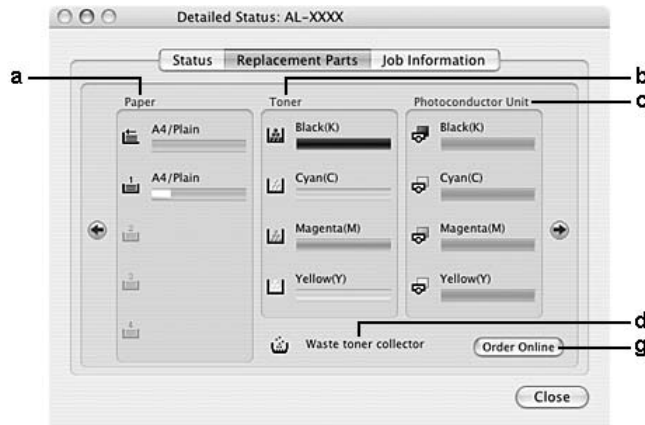 Detailed Status: AL-XXXX
Status Replacement Parts Job Information
a b
c
Paper Toner Photoconductor Unit
A4/Plain Black(K) Black(K)
1 A4/Plain Cyan(C) Cyan(C)
2 Magenta(M) Magenta(M)
3 Yellow(Y) Yellow(Y)
4
d
Waste toner collector
g
Order Online
Close